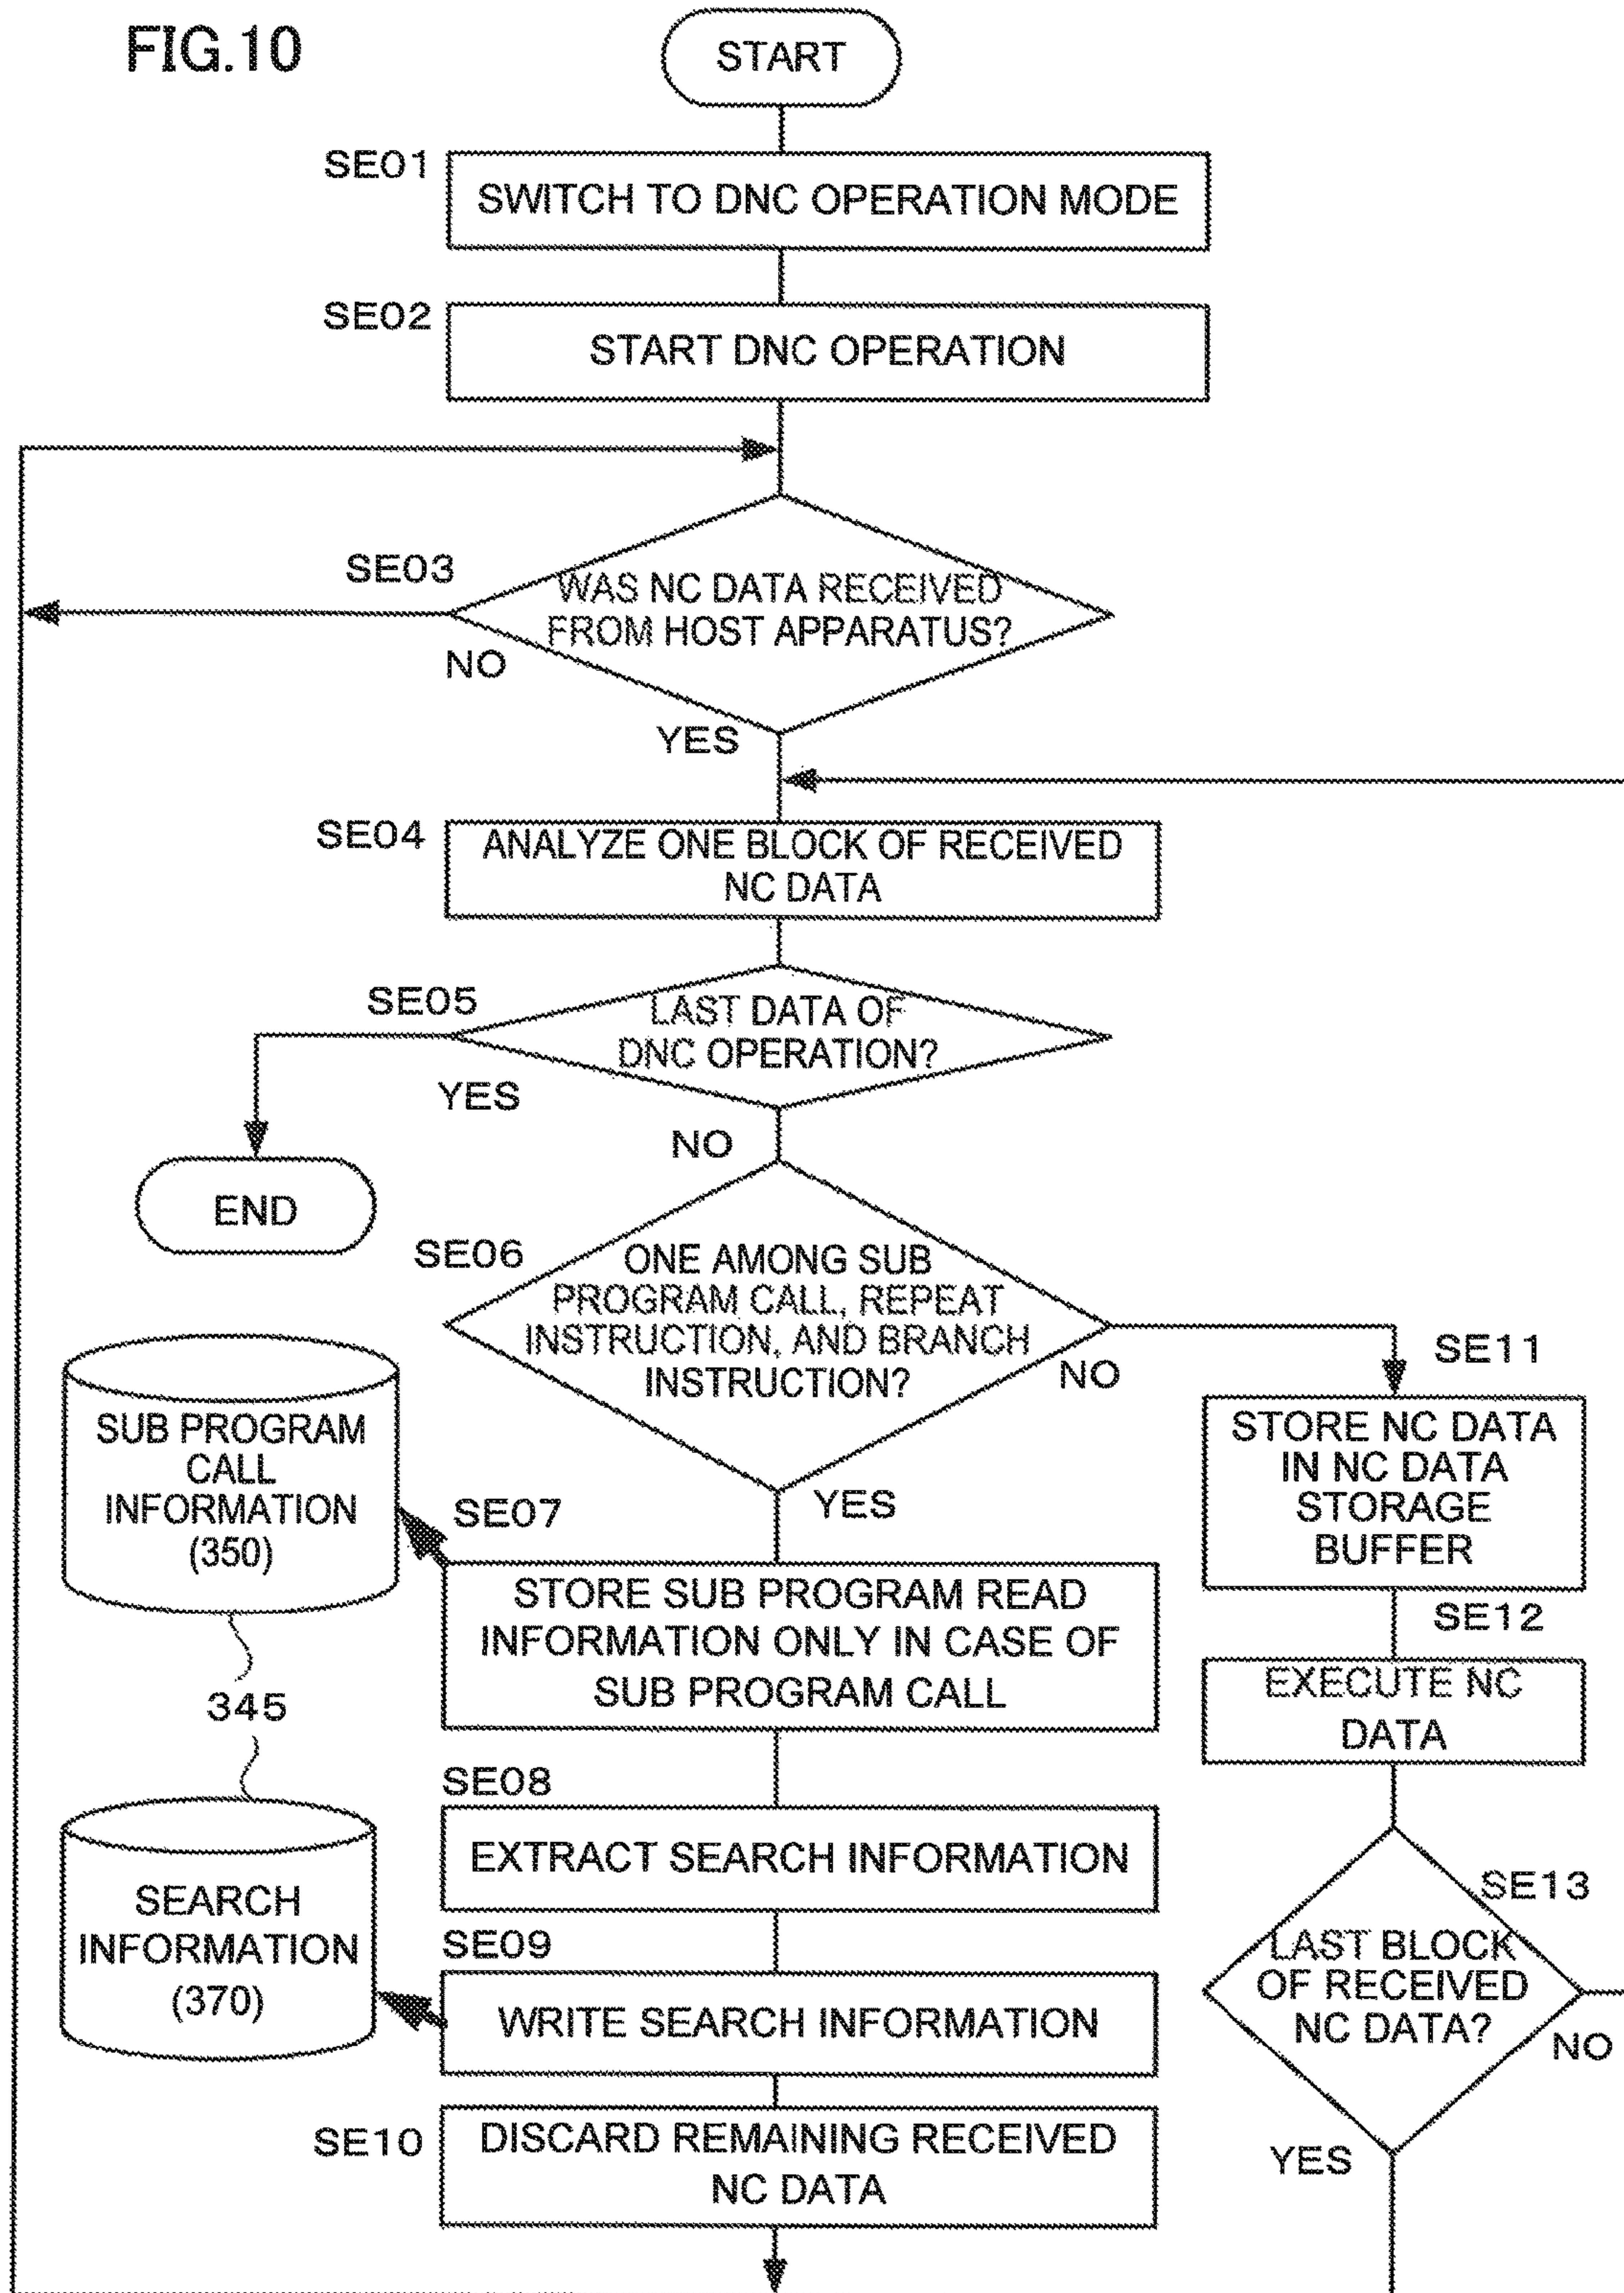 FIG.10
START
SE01
SWITCH TO DNC OPERATION MODE
SE02
START DNC OPERATION
SE03
WAS NC DATA RECEIVED
FROM HOST APPARATUS?
NO
YES
SE04
ANALYZE ONE BLOCK OF RECEIVED
NC DATA
SE05
LAST DATA OF
DNC OPERATION?
YES
NO
END
SE06
ONE AMONG SUB
PROGRAM CALL, REPEAT
INSTRUCTION, AND BRANCH
INSTRUCTION?
NO
YES
SE11
STORE NC DATA
IN NC DATA
STORAGE
BUFFER
SUB PROGRAM
CALL
INFORMATION
(350)
SE07
STORE SUB PROGRAM READ
INFORMATION ONLY IN CASE OF
SUB PROGRAM CALL
SE12
EXECUTE NC
DATA
345
SE08
EXTRACT SEARCH INFORMATION
SEARCH
INFORMATION
(370)
SE09
WRITE SEARCH INFORMATION
SE13
LAST BLOCK
OF RECEIVED
NC DATA?
NO
YES
SE10
DISCARD REMAINING RECEIVED
NC DATA